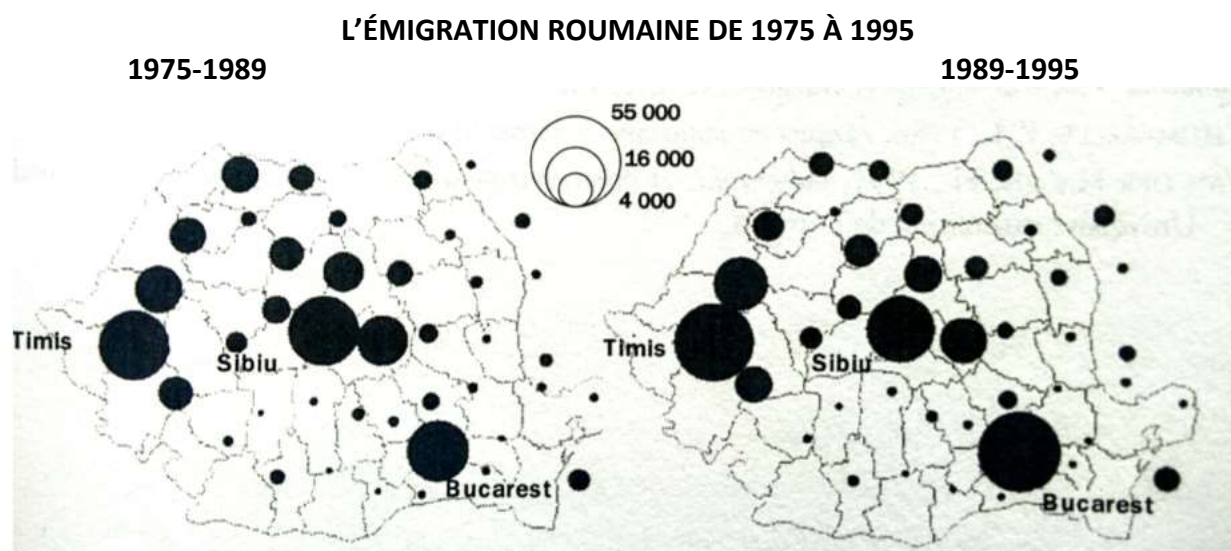 L'ÉMIGRATION ROUMAINE DE 1975 À 1995
1975-1989
1989-1995
55 000
16 000
4 000
Timis
Sibiu
Bucarest
Timis
Sibiu
Bucarest